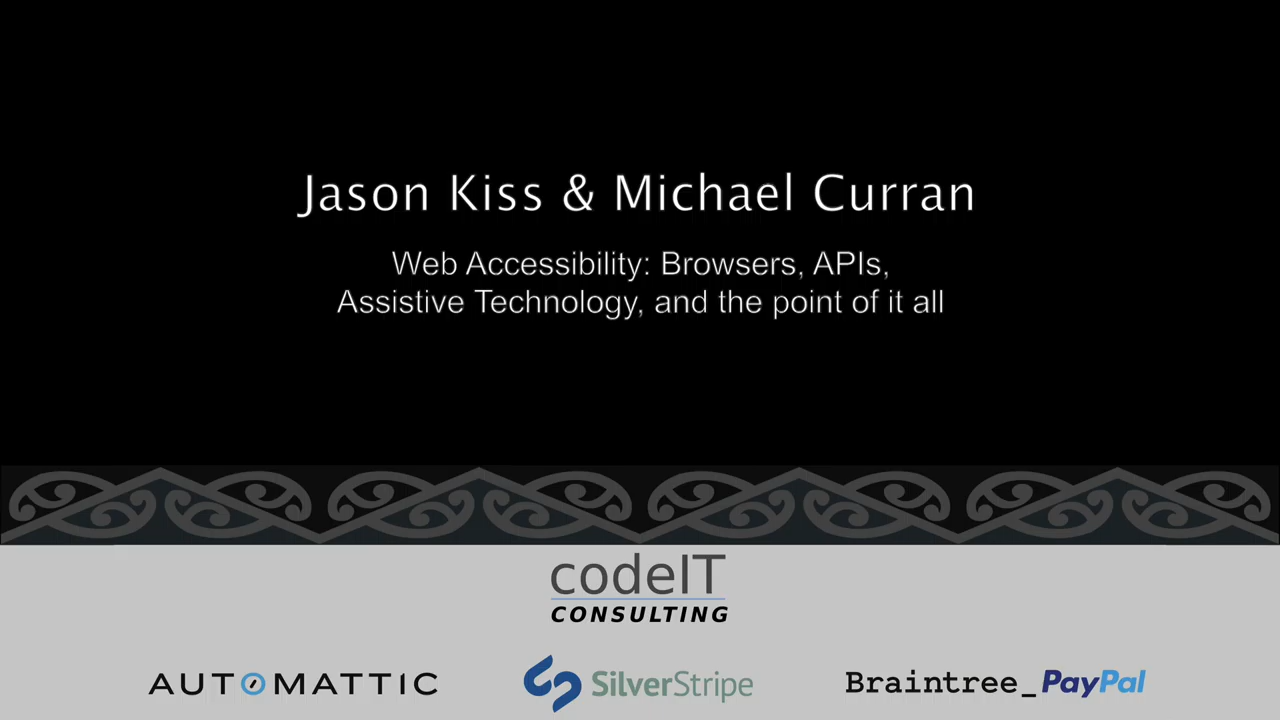 Jason Kiss & Michael Curran
Web Accessibility: Browsers, APIs,
Assistive Technology, and the point of it all
codeIT
CONSULTING
AUTOMATTIC
SilverStripe
Braintree_PayPal